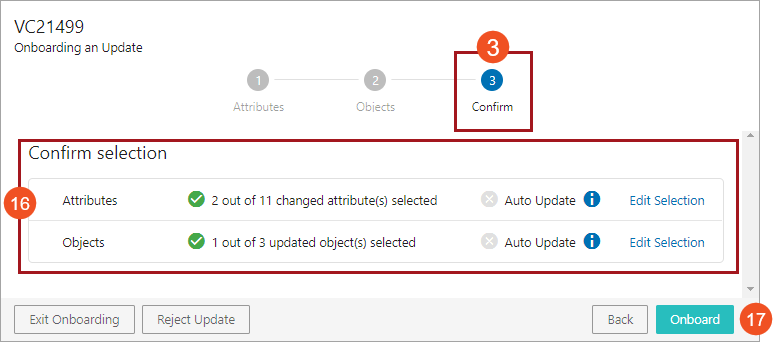 VC21499
Onboarding an Update
3
1
2
3
Attributes
Objects
Confirm
Confirm selection
16
Attributes
2 out of 11 changed attribute(s) selected
Auto Update
i
Edit Selection
Objects
1 out of 3 updated object(s) selected
Auto Update
i
Edit Selection
Exit Onboarding
Reject Update
Back
Onboard
17